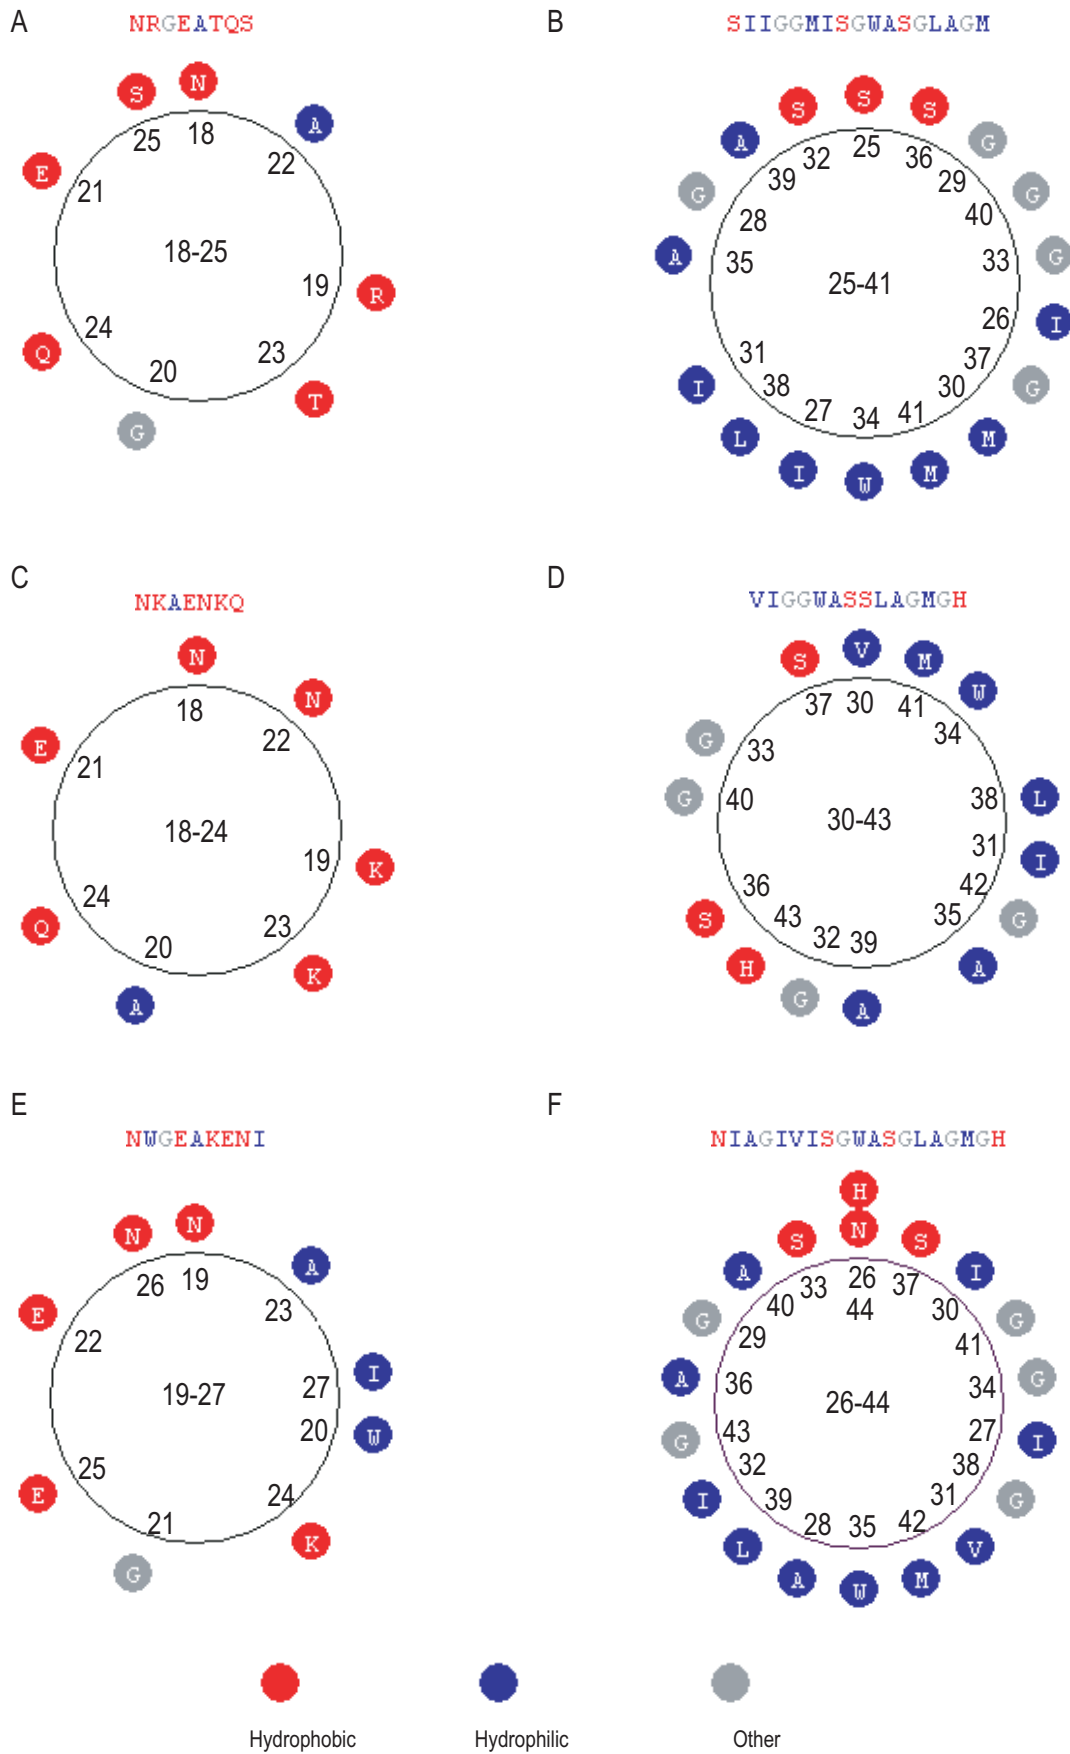 A
NRGEATQS
S N
A
E
R
Q
T
G
25 18
22
21
19
24
23
20
18-25
B
SIIGGMISGWASGLAGM
S S S
A G
G G
A G
I
I G
L M
I W M
32 25 36
39 29
28 40
35 33
26
31 37
38 30
27 34 41
25-41
C
NKAENKQ
N
N
E
K
Q
K
A
18
22
21
19
24
23
20
18-24
D
VIGGWASSLAGMGH
S V M
W
G
G L
I
S G
H A
G A
37 30 41
34
33
40 38
31
36 42
43 35
32 39
30-43
E
NWGEAKENI
N N
A
E
I
W
E
K
G
26 19
23
22
27
20
25
24
21
19-27
F
NIAGIVISGWASGLAGMGH
H
S N S
A I
G G
A G
G I
I G
L V
A W M
33 26 37
40 44 30
29 41
36 34
43 27
32 38
39 31
28 35 42
26-44
Hydrophobic Hydrophilic Other